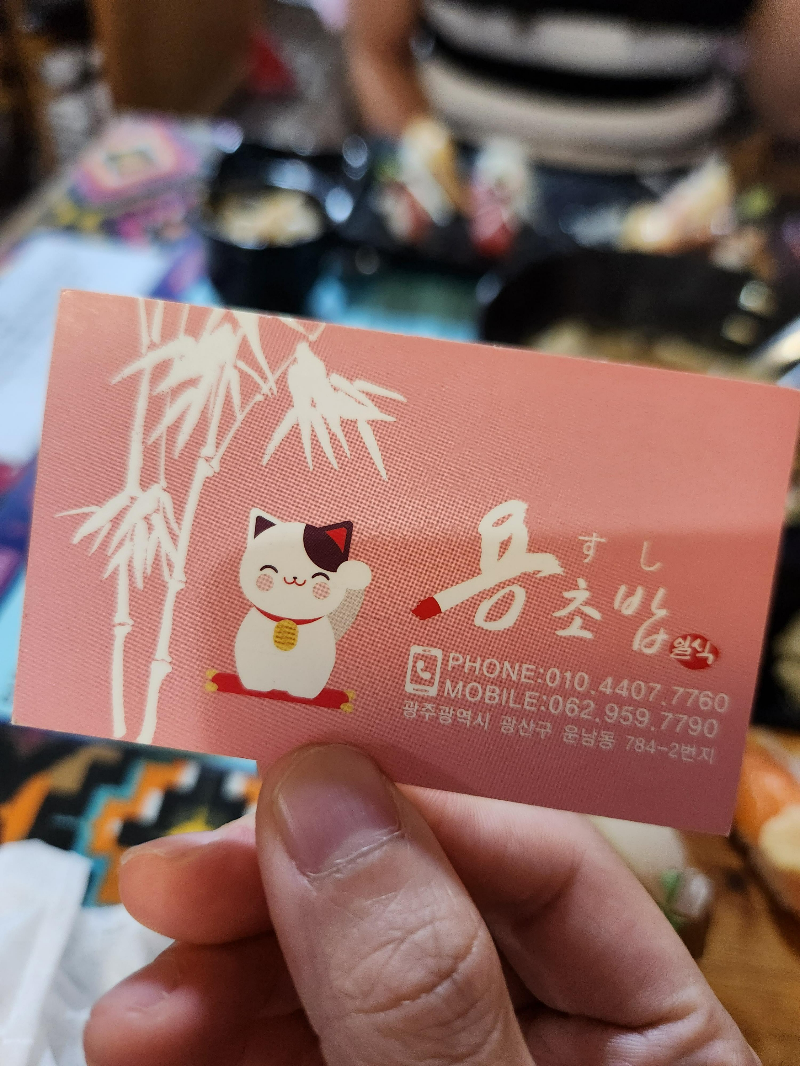 용초밥 すし 일식
PHONE:010.4407.7760
MOBILE:062.959.7790
광주광역시 광산구 운남동 784-2번지